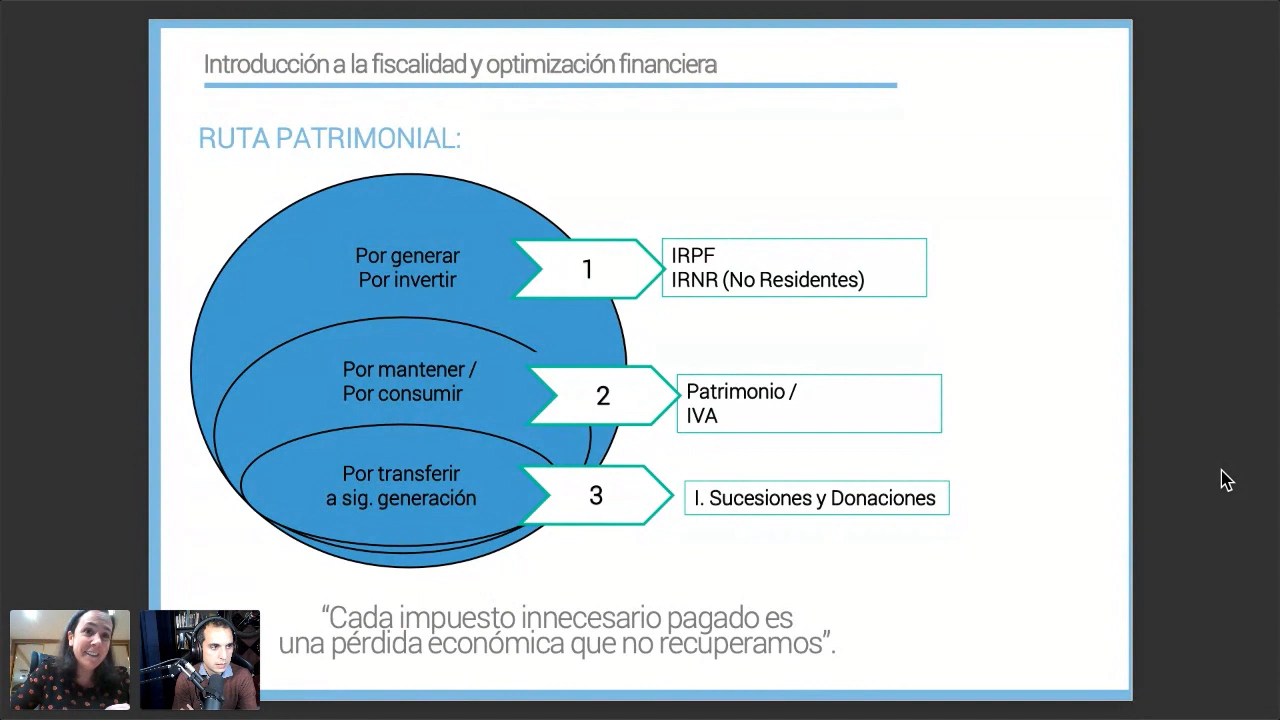 Introducción a la fiscalidad y optimización financiera
RUTA PATRIMONIAL:
Por generar
Por invertir
1
IRPF
IRNR (No Residentes)
Por mantener /
Por consumir
2
Patrimonio /
IVA
Por transferir
a sig. generación
3
I. Sucesiones y Donaciones
“Cada impuesto innecesario pagado es
una pérdida económica que no recuperamos”.